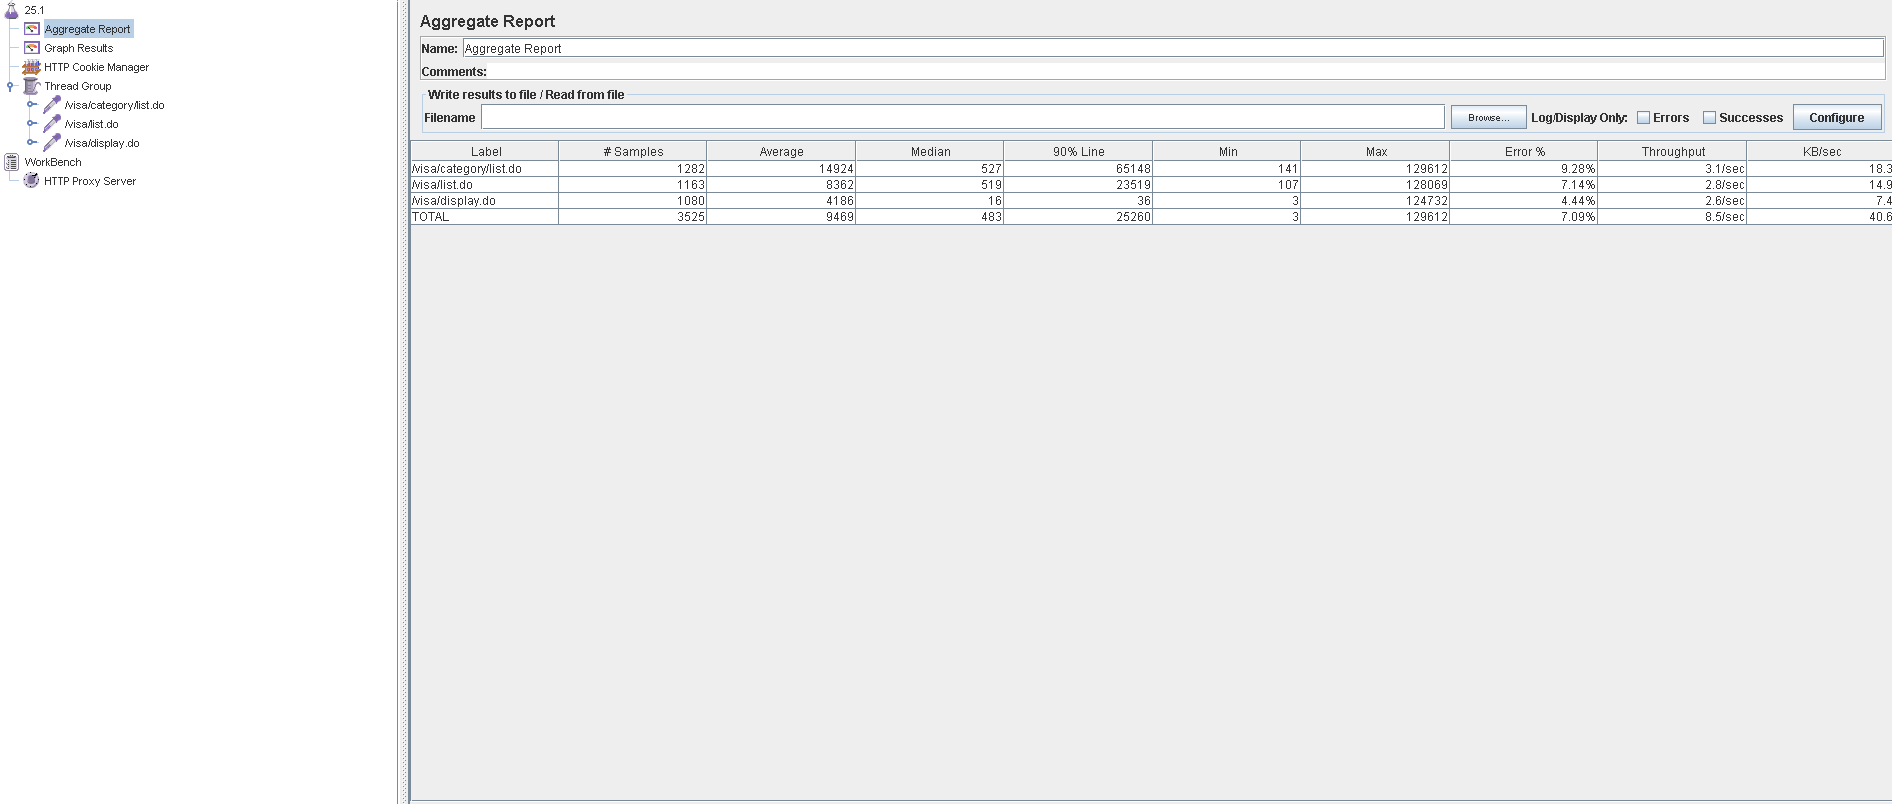 25.1
Aggregate Report
Graph Results
HTTP Cookie Manager
Thread Group
/visa/category/list.do
/visa/list.do
/visa/display.do
WorkBench
HTTP Proxy Server
Aggregate Report
Name: Aggregate Report
Comments:
Write results to file / Read from file
Filename Browse... Log/Display Only: Errors Successes Configure
Label # Samples Average Median 90% Line Min Max Error % Throughput KB/sec
/visa/category/list.do 1282 14924 527 65148 141 129612 9.28% 3.1/sec 18.3
/visa/list.do 1163 8362 519 23519 107 128069 7.14% 2.8/sec 14.9
/visa/display.do 1080 4186 16 36 3 124732 4.44% 2.6/sec 7.4
TOTAL 3525 9469 483 25260 3 129612 7.09% 8.5/sec 40.6